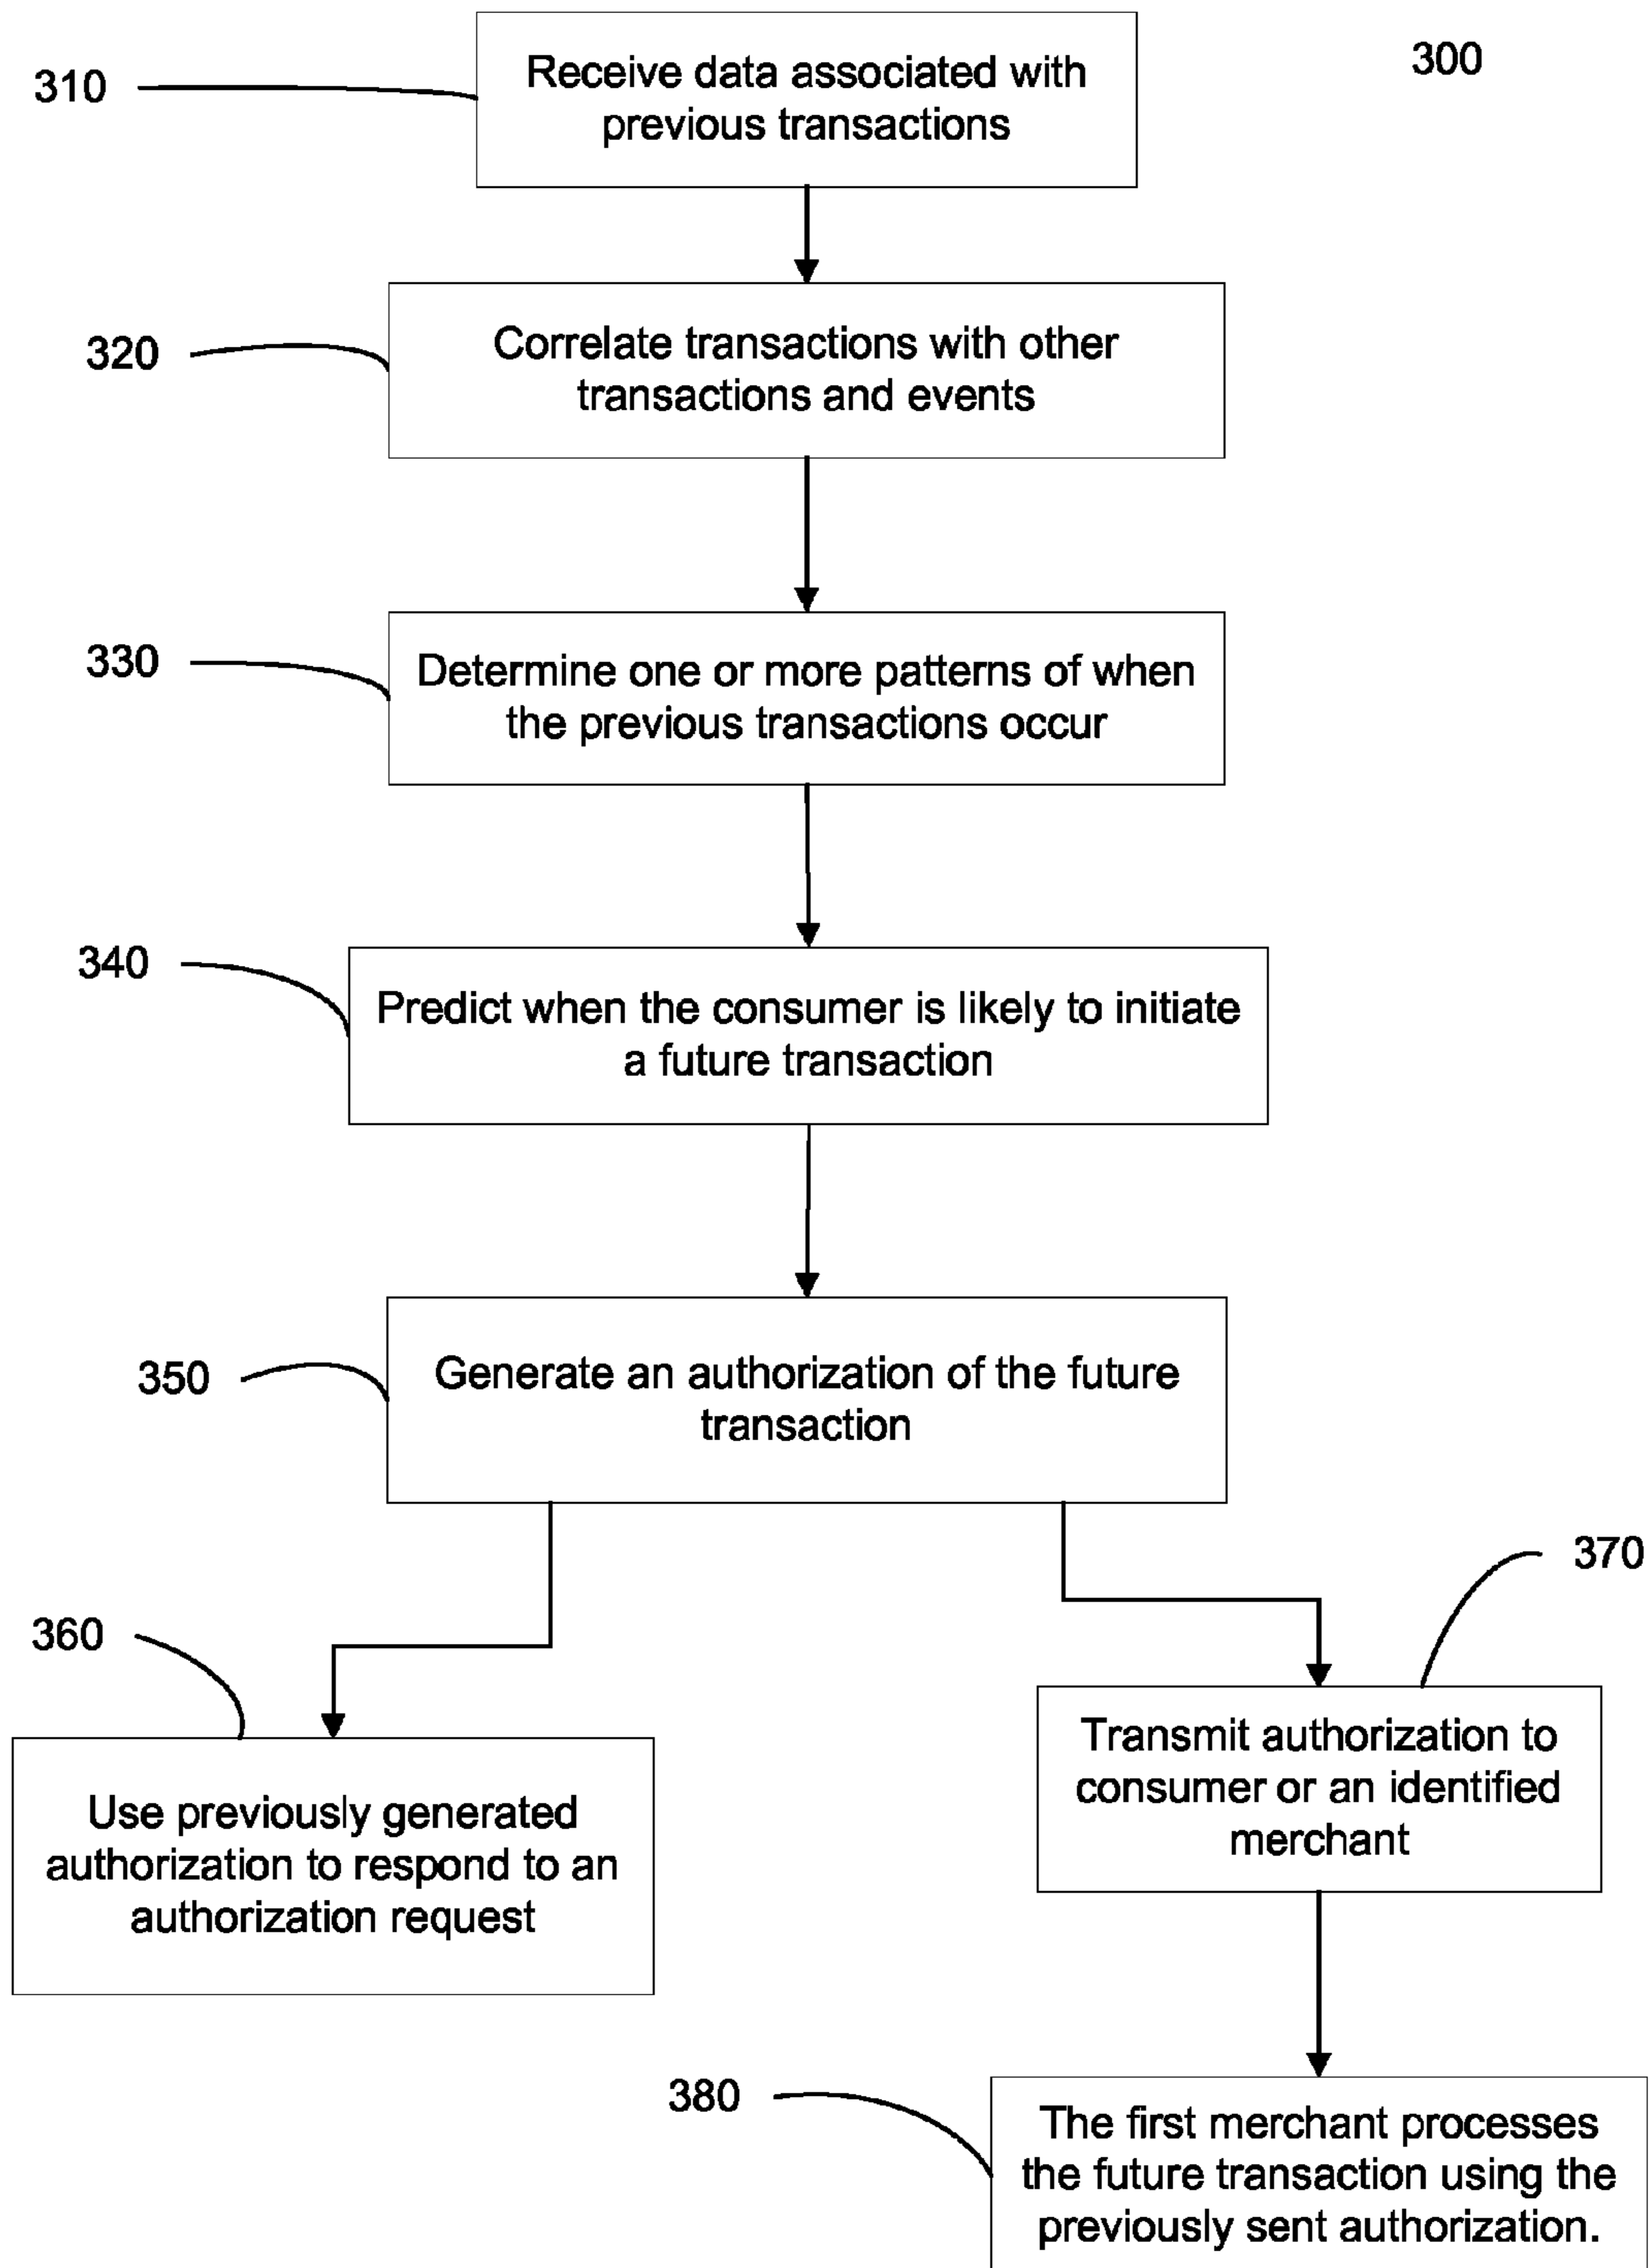 300
310
Receive data associated with
previous transactions
320
Correlate transactions with other
transactions and events
330
Determine one or more patterns of when
the previous transactions occur
340
Predict when the consumer is likely to initiate
a future transaction
350
Generate an authorization of the future
transaction
360
Use previously generated
authorization to respond to an
authorization request
370
Transmit authorization to
consumer or an identified
merchant
380
The first merchant processes
the future transaction using the
previously sent authorization.